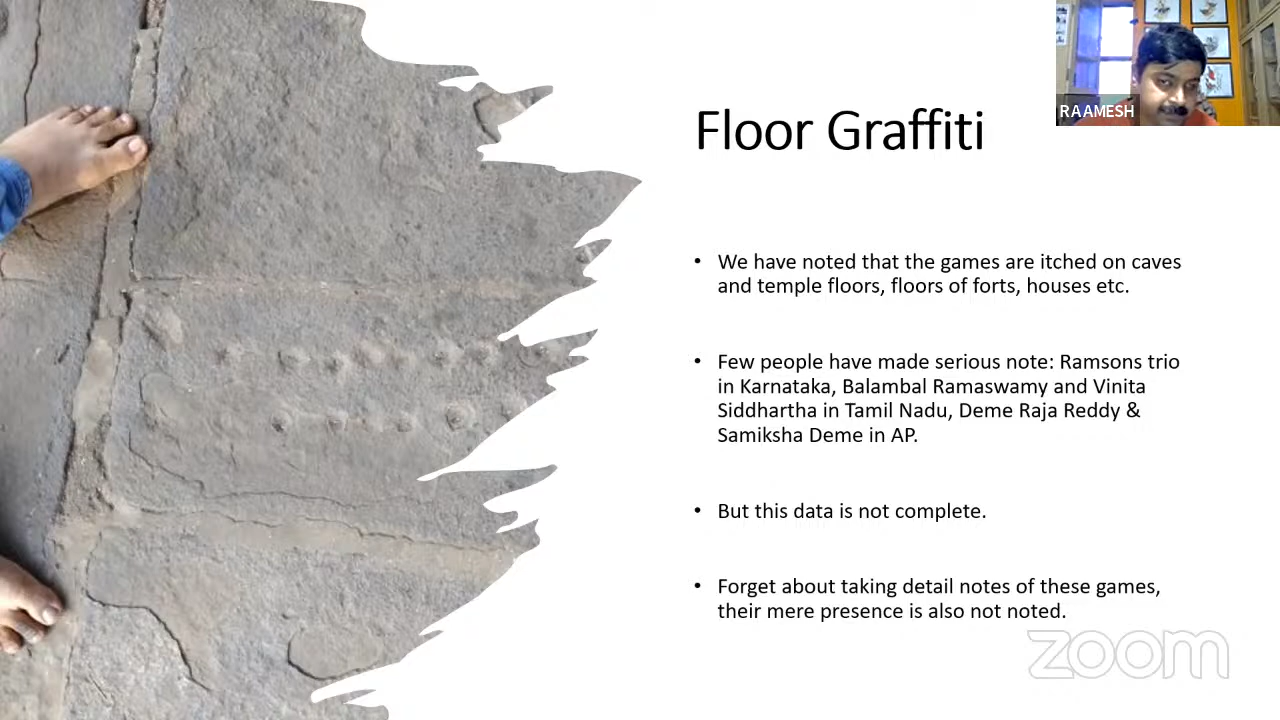 Floor Graffiti
RAAMESH
• We have noted that the games are itched on caves
and temple floors, floors of forts, houses etc.
• Few people have made serious note: Ramsons trio
in Karnataka, Balambal Ramaswamy and Vinita
Siddhartha in Tamil Nadu, Deme Raja Reddy &
Samiksha Deme in AP.
• But this data is not complete.
• Forget about taking detail notes of these games,
their mere presence is also not noted.
zoom